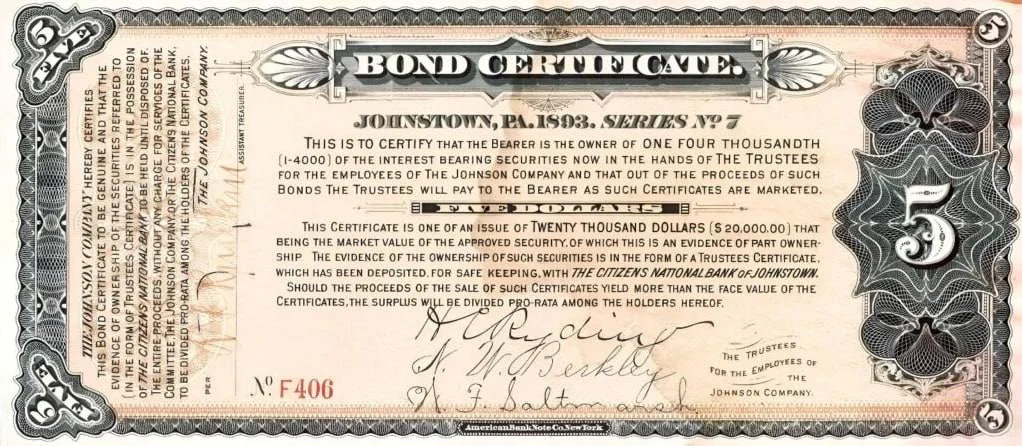 5
FIVE
THE JOHNSON COMPANY HEREBY CERTIFIES
THIS BOND CERTIFICATE TO BE GENUINE AND THAT THE
EVIDENCE OF OWNERSHIP OF THE SECURITIES REFERRED TO
(IN THE FORM OF TRUSTEES CERTIFICATE) IS IN THE POSSESSION
OF THE CITIZENS NATIONAL BANK TO BE HELD UNTIL DISPOSED OF.
THE ENTIRE PROCEEDS, WITHOUT ANY CHARGE FOR SERVICES OF THE
COMMITTEE, THE JOHNSON COMPANY, OR THE CITIZENS NATIONAL BANK,
TO BE DIVIDED PRO-RATA AMONG THE HOLDERS OF THE CERTIFICATES.
THE JOHNSON COMPANY.
PER
ASSISTANT TREASURER.
5
FIVE
BOND CERTIFICATE.
JOHNSTOWN, PA. 1893. SERIES No 7
THIS IS TO CERTIFY THAT THE BEARER IS THE OWNER OF ONE FOUR THOUSANDTH
(1-4000) OF THE INTEREST BEARING SECURITIES NOW IN THE HANDS OF THE TRUSTEES
FOR THE EMPLOYEES OF THE JOHNSON COMPANY AND THAT OUT OF THE PROCEEDS OF SUCH
BONDS THE TRUSTEES WILL PAY TO THE BEARER AS SUCH CERTIFICATES ARE MARKETED.
FIVE DOLLARS
THIS CERTIFICATE IS ONE OF AN ISSUE OF TWENTY THOUSAND DOLLARS ($20,000.00) THAT
BEING THE MARKET VALUE OF THE APPROVED SECURITY, OF WHICH THIS IS AN EVIDENCE OF PART OWNER-
SHIP THE EVIDENCE OF THE OWNERSHIP OF SUCH SECURITIES IS IN THE FORM OF A TRUSTEES CERTIFICATE,
WHICH HAS BEEN DEPOSITED, FOR SAFE KEEPING, WITH THE CITIZENS NATIONAL BANK OF JOHNSTOWN.
SHOULD THE PROCEEDS OF THE SALE OF SUCH CERTIFICATES YIELD MORE THAN THE FACE VALUE OF THE
CERTIFICATES, THE SURPLUS WILL BE DIVIDED PRO-RATA AMONG THE HOLDERS HEREOF.
No F406
H E Ryding
N. W. Berkley
W. F. Saltmarsh
THE TRUSTEES
FOR THE EMPLOYEES OF
THE
JOHNSON COMPANY.
American Bank Note Co. New York
5
5
5